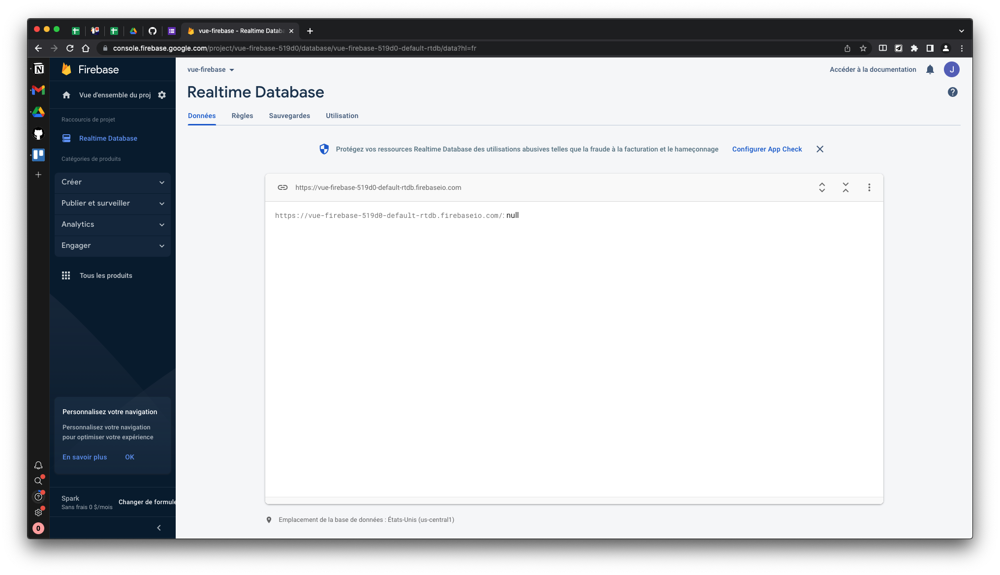 vue-firebase - Realtime Datab
console.firebase.google.com/project/vue-firebase-519d0/database/vue-firebase-519d0-default-rtdb/data?hl=fr
Firebase
Vue d'ensemble du proj
Raccourcis de projet
Realtime Database
Catégories de produits
Créer
Publier et surveiller
Analytics
Engager
Tous les produits
Personnalisez votre navigation
Personnalisez votre navigation
pour optimiser votre expérience
En savoir plus OK
Spark
Sans frais 0 $/mois
Changer de formule
0
vue-firebase
Accéder à la documentation
J
Realtime Database
Données Règles Sauvegardes Utilisation
Protégez vos ressources Realtime Database des utilisations abusives telles que la fraude à la facturation et le hameçonnage Configurer App Check
https://vue-firebase-519d0-default-rtdb.firebaseio.com
https://vue-firebase-519d0-default-rtdb.firebaseio.com/: null
Emplacement de la base de données : États-Unis (us-central1)